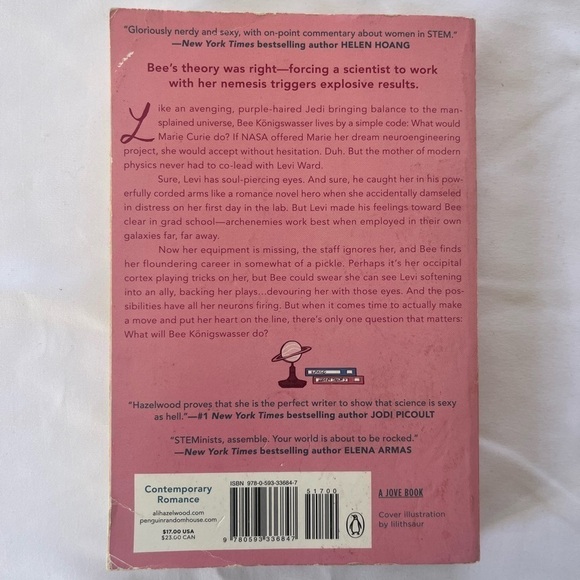 "Gloriously nerdy and sexy, with on-point commentary about women in STEM."
—New York Times bestselling author HELEN HOANG
Bee's theory was right—forcing a scientist to work
with her nemesis triggers explosive results.
Like an avenging, purple-haired Jedi bringing balance to the man-
splained universe, Bee Königswasser lives by a simple code: What would
Marie Curie do? If NASA offered Marie her dream neuroengineering
project, she would accept without hesitation. Duh. But the mother of modern
physics never had to co-lead with Levi Ward.
Sure, Levi has soul-piercing eyes. And sure, he caught her in his pow-
erfully corded arms like a romance novel hero when she accidentally damseled
in distress on her first day in the lab. But Levi made his feelings toward Bee
clear in grad school—archenemies work best when employed in their own
galaxies far, far away.
Now her equipment is missing, the staff ignores her, and Bee finds
her floundering career in somewhat of a pickle. Perhaps it's her occipital
cortex playing tricks on her, but Bee could swear she can see Levi softening
into an ally, backing her plays...devouring her with those eyes. And the pos-
sibilities have all her neurons firing. But when it comes time to actually make
a move and put her heart on the line, there's only one question that matters:
What will Bee Königswasser do?
"Hazelwood proves that she is the perfect writer to show that science is sexy
as hell."—#1 New York Times bestselling author JODI PICOULT
"STEMinists, assemble. Your world is about to be rocked."
—New York Times bestselling author ELENA ARMAS
Contemporary
Romance
alihazelwood.com
penguinrandomhouse.com
$17.00 USA
$23.00 CAN
ISBN 978-0-593-33684-7
51700
9 780593 336847
A JOVE BOOK
Cover illustration
by lilithsaur